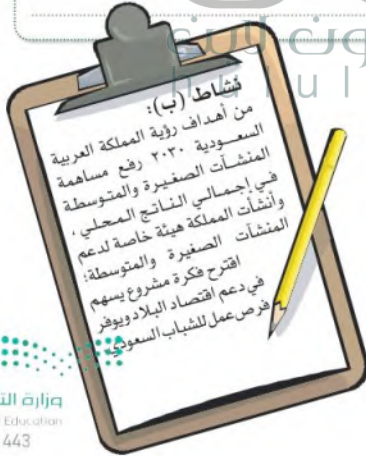 نشاط (ب):
من أهداف رؤية المملكة العربية
السعودية ٢٠٣٠ رفع مساهمة
المنشآت الصغيرة والمتوسطة
في إجمالي الناتج المحلي،
وأنشأت المملكة هيئة خاصة لدعم
المنشآت الصغيرة والمتوسطة:
اقترح فكرة مشروع يسهم
في دعم اقتصاد البلاد ويوفر
فرص عمل للشباب السعودي
Education
443